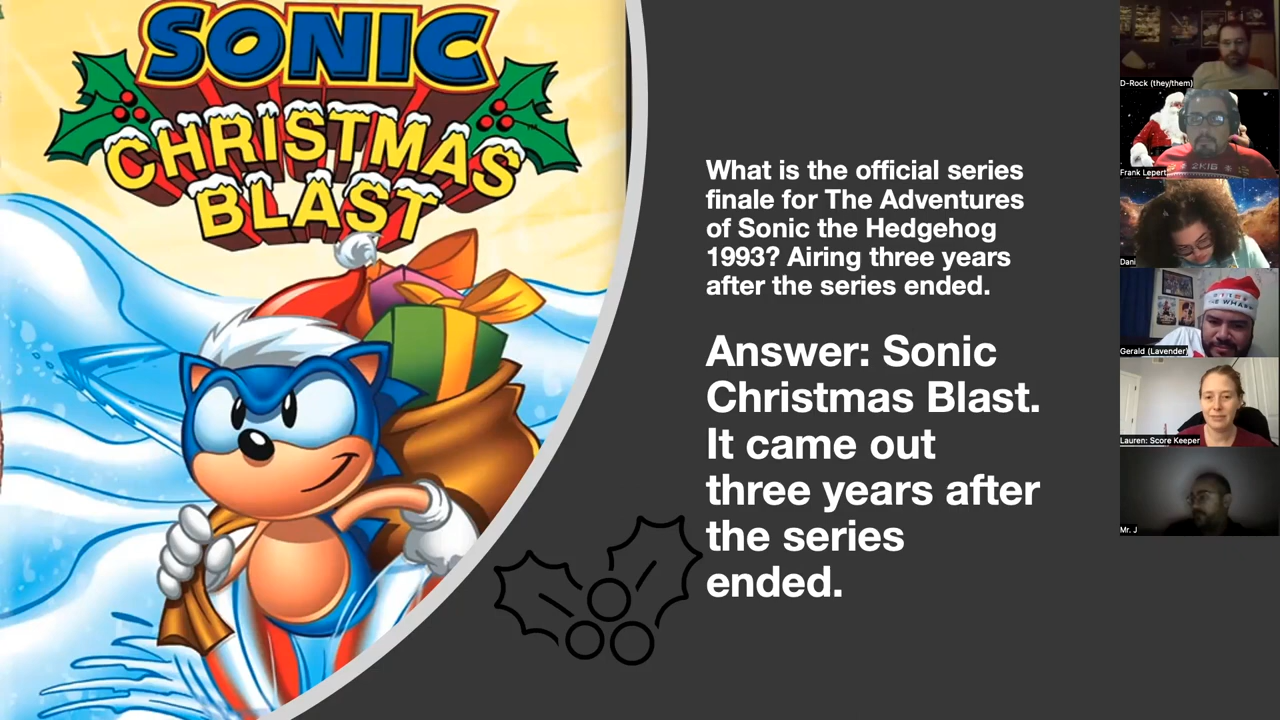 SONIC
CHRISTMAS
BLAST
What is the official series
finale for The Adventures
of Sonic the Hedgehog
1993? Airing three years
after the series ended.
Answer: Sonic
Christmas Blast.
It came out
three years after
the series
ended.
D-Rock (they/them)
2KIG
Frank Lepert
Dani
Gerald (Lavender)
Lauren: Score Keeper
Mr. J